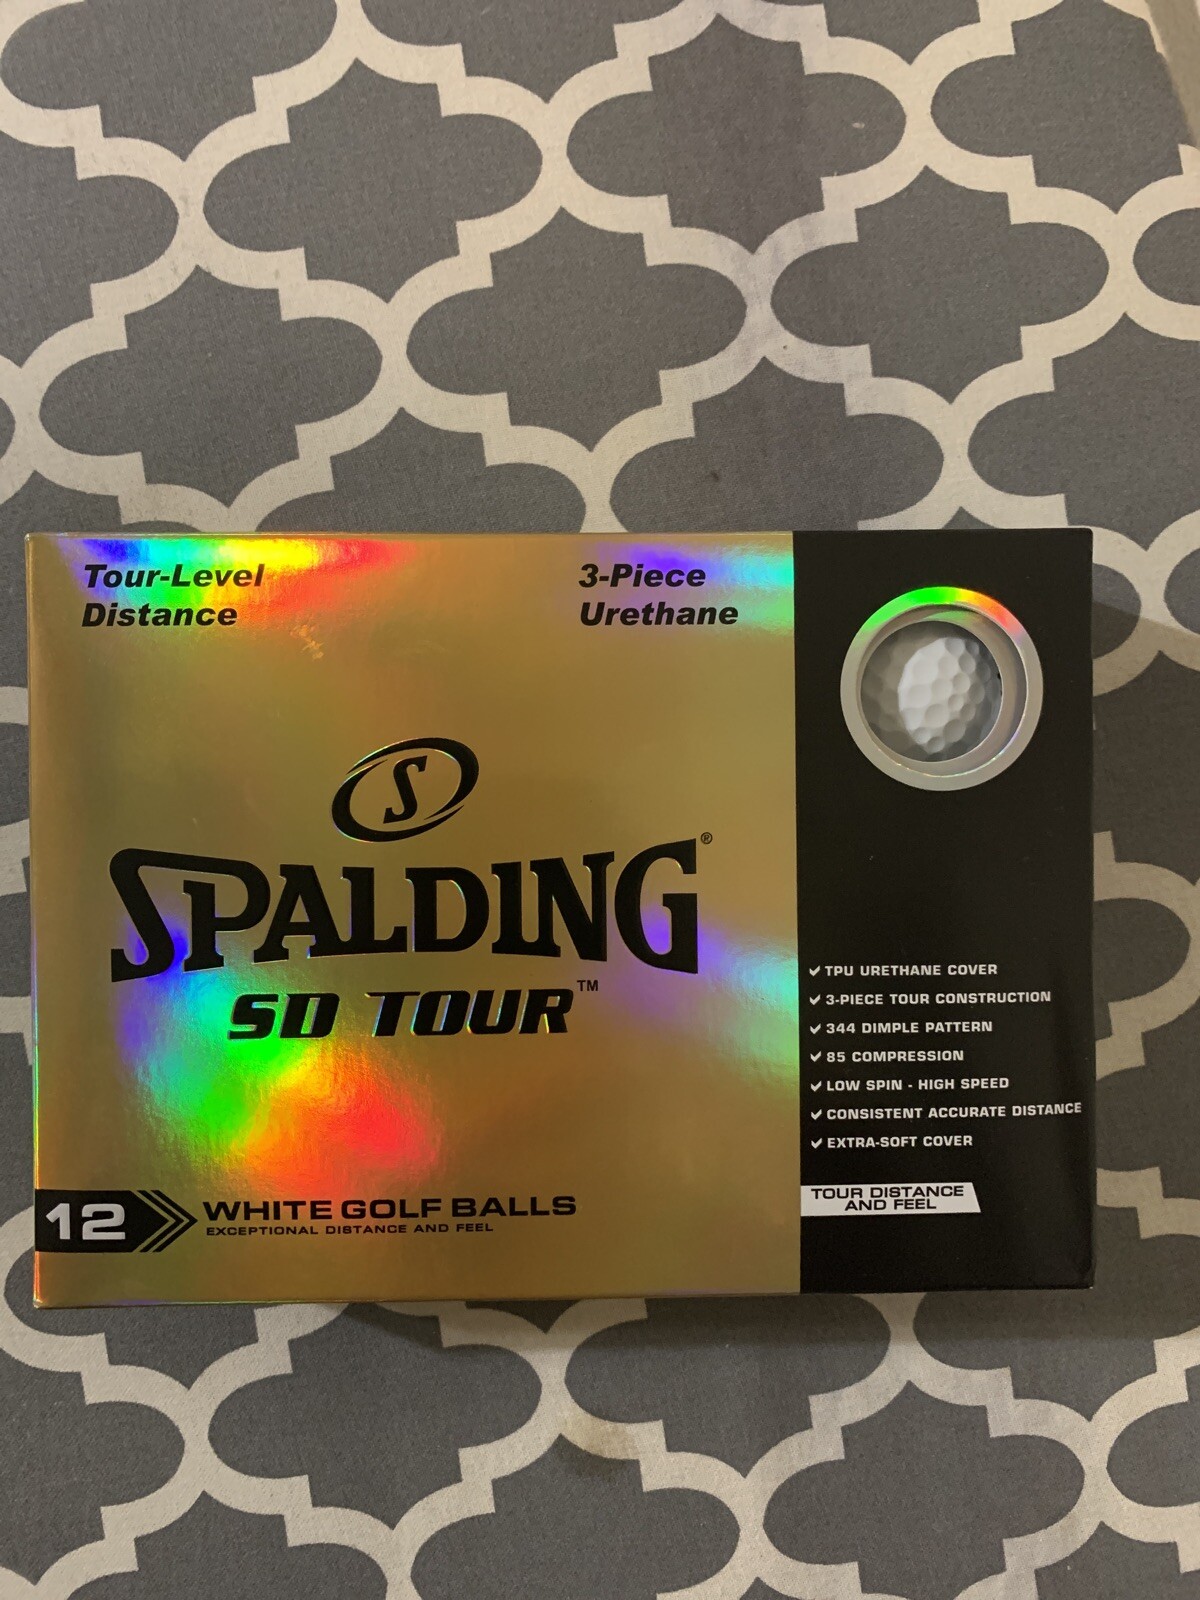 Tour-Level
Distance
3-Piece
Urethane
S
SPALDING®
SD TOUR™
12
WHITE GOLF BALLS
EXCEPTIONAL DISTANCE AND FEEL
✔ TPU URETHANE COVER
✔ 3-PIECE TOUR CONSTRUCTION
✔ 344 DIMPLE PATTERN
✔ 85 COMPRESSION
✔ LOW SPIN - HIGH SPEED
✔ CONSISTENT ACCURATE DISTANCE
✔ EXTRA-SOFT COVER
TOUR DISTANCE
AND FEEL